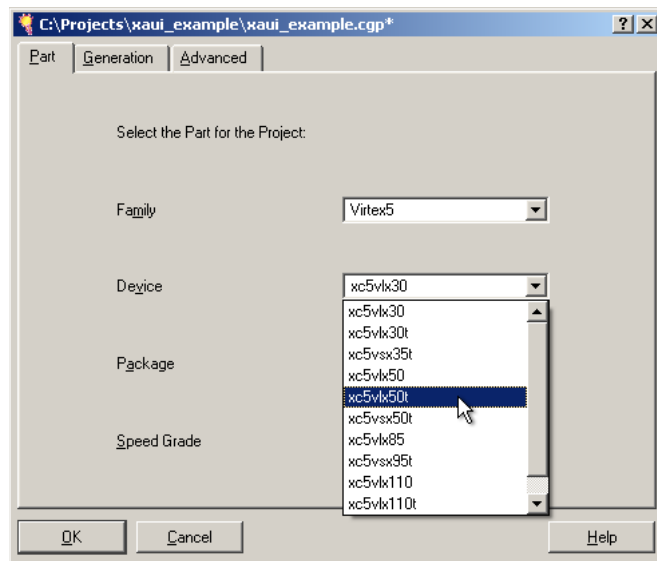 C:\Projects\xaui_example\xaui_example.cgp*
Part Generation Advanced
Select the Part for the Project:
Family Virtex5
Device xc5vlx30
xc5vlx30
xc5vlx30t
xc5vsx35t
Package
xc5vlx50
xc5vlx50t
xc5vsx50t
Speed Grade
xc5vlx85
xc5vsx95t
xc5vlx110
xc5vlx110t
OK Cancel Help